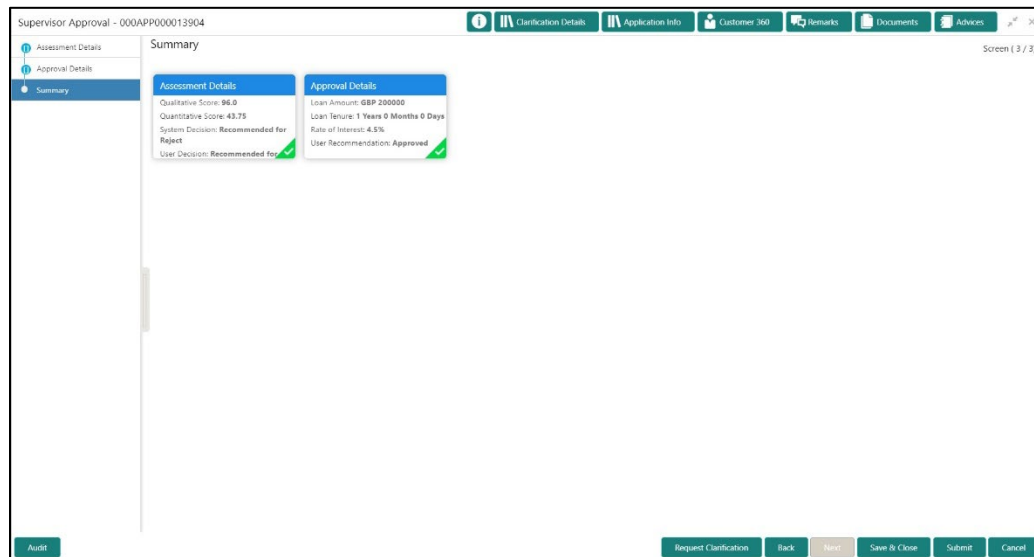 Supervisor Approval - 000APP000013904
Clarification Details
Application Info
Customer 360
Remarks
Documents
Advices
Assessment Details
Approval Details
Summary
Summary
Screen ( 3 / 3)
Assessment Details
Qualitative Score: 96.0
Quantitative Score: 43.75
System Decision: Recommended for
Reject
User Decision: Recommended for
Approval Details
Loan Amount: GBP 200000
Loan Tenure: 1 Years 0 Months 0 Days
Rate of Interest: 4.5%
User Recommendation: Approved
Audit
Request Clarification
Back
Next
Save & Close
Submit
Cancel